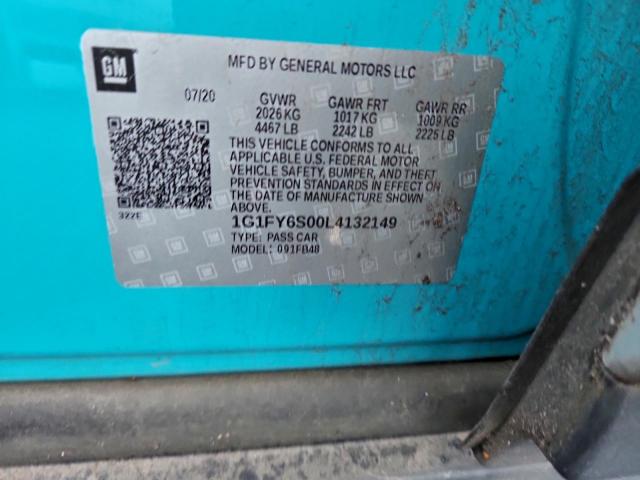 GM
MFD BY GENERAL MOTORS LLC
07/20 GVWR GAWR FRT GAWR RR
2026 KG 1017 KG 1009 KG
4467 LB 2242 LB 2225 LB
THIS VEHICLE CONFORMS TO ALL
APPLICABLE U.S. FEDERAL MOTOR
VEHICLE SAFETY, BUMPER, AND THEFT
PREVENTION STANDARDS IN EFFECT ON
THE DATE OF MANUFACTURE SHOWN
ABOVE.
322E 1G1FY6S00L4132149
TYPE: PASS CAR
MODEL: 091FB48